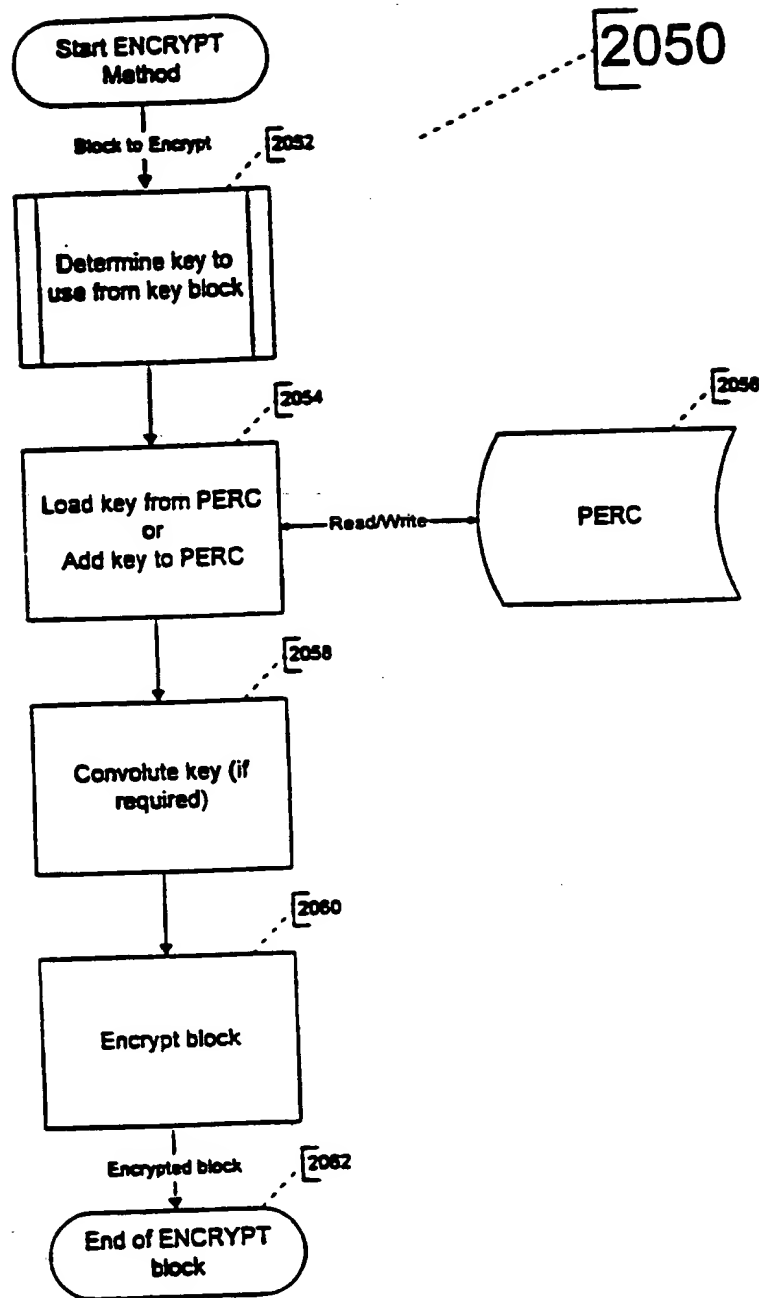 Start ENCRYPT
Method
2050
Block to Encrypt
2052
Determine key to
use from key block
2054
2056
Load key from PERC
or
Add key to PERC
Read/Write
PERC
2058
Convolute key (if
required)
2060
Encrypt block
Encrypted block
2062
End of ENCRYPT
block